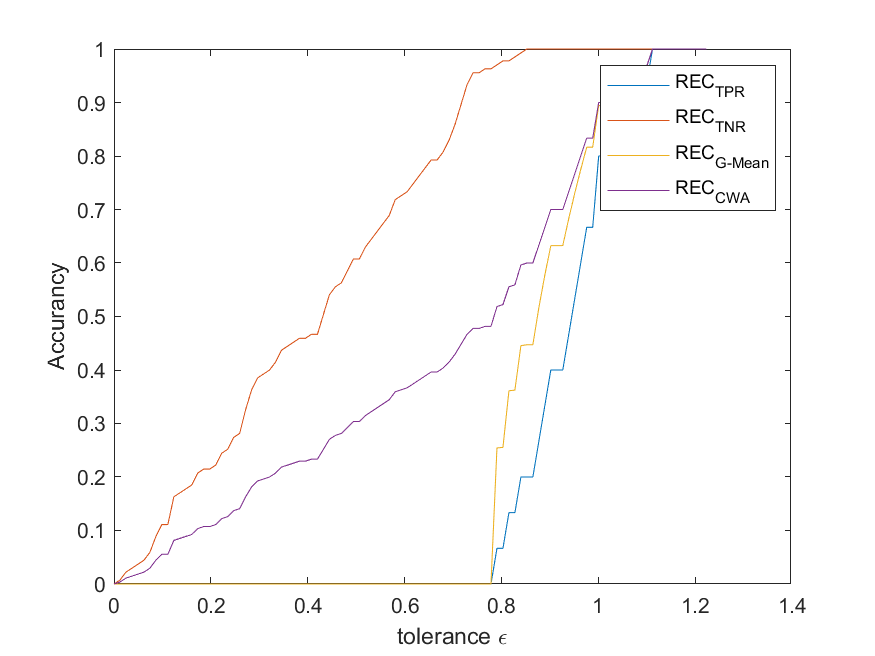 1
0.9
0.8
0.7
0.6
0.5
0.4
0.3
0.2
0.1
0
Accurancy
REC_TPR
REC_TNR
REC_G-Mean
REC_CWA
0 0.2 0.4 0.6 0.8 1 1.2 1.4
tolerance ϵ